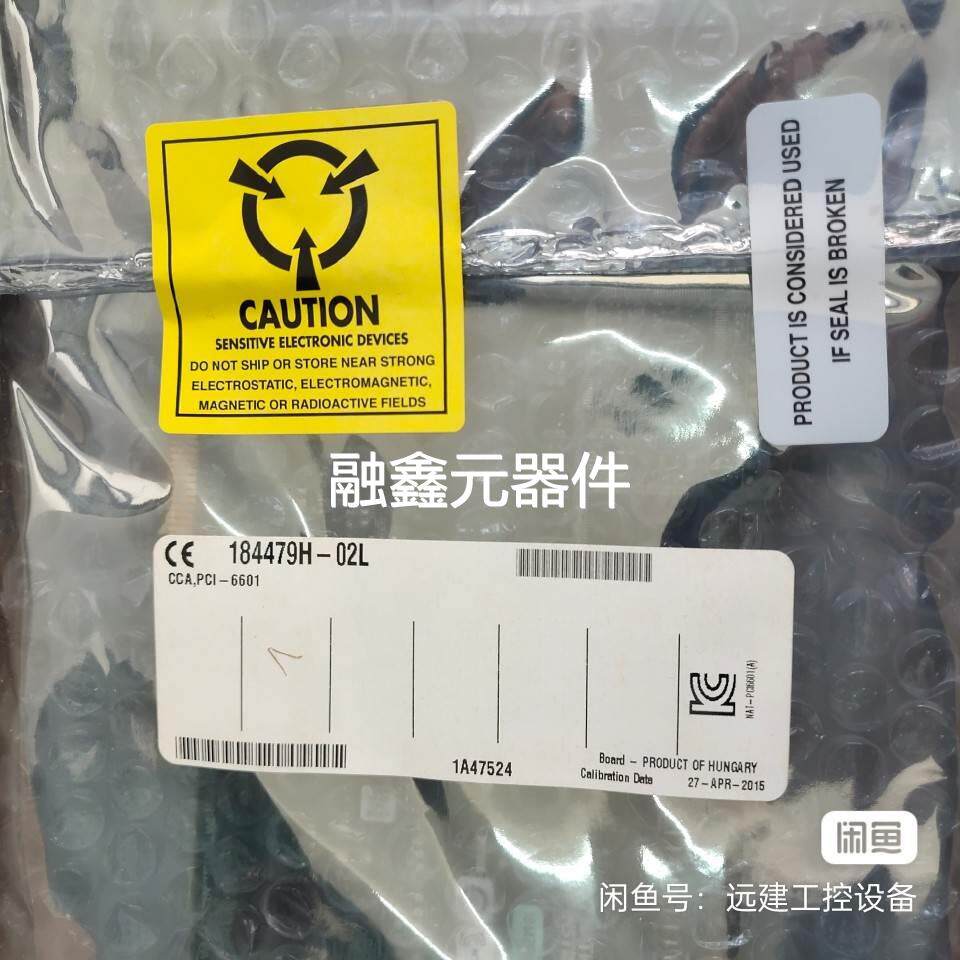 CAUTION
SENSITIVE ELECTRONIC DEVICES
DO NOT SHIP OR STORE NEAR STRONG
ELECTROSTATIC, ELECTROMAGNETIC,
MAGNETIC OR RADIOACTIVE FIELDS
PRODUCT IS CONSIDERED USED
IF SEAL IS BROKEN
融鑫元器件
CE 184479H-02L
CCA,PCI-6601
1
NAT-PCI6601(A)
1A47524
Board - PRODUCT OF HUNGARY
Calibration Date 27-APR-2015
闲鱼
闲鱼号：远建工控设备